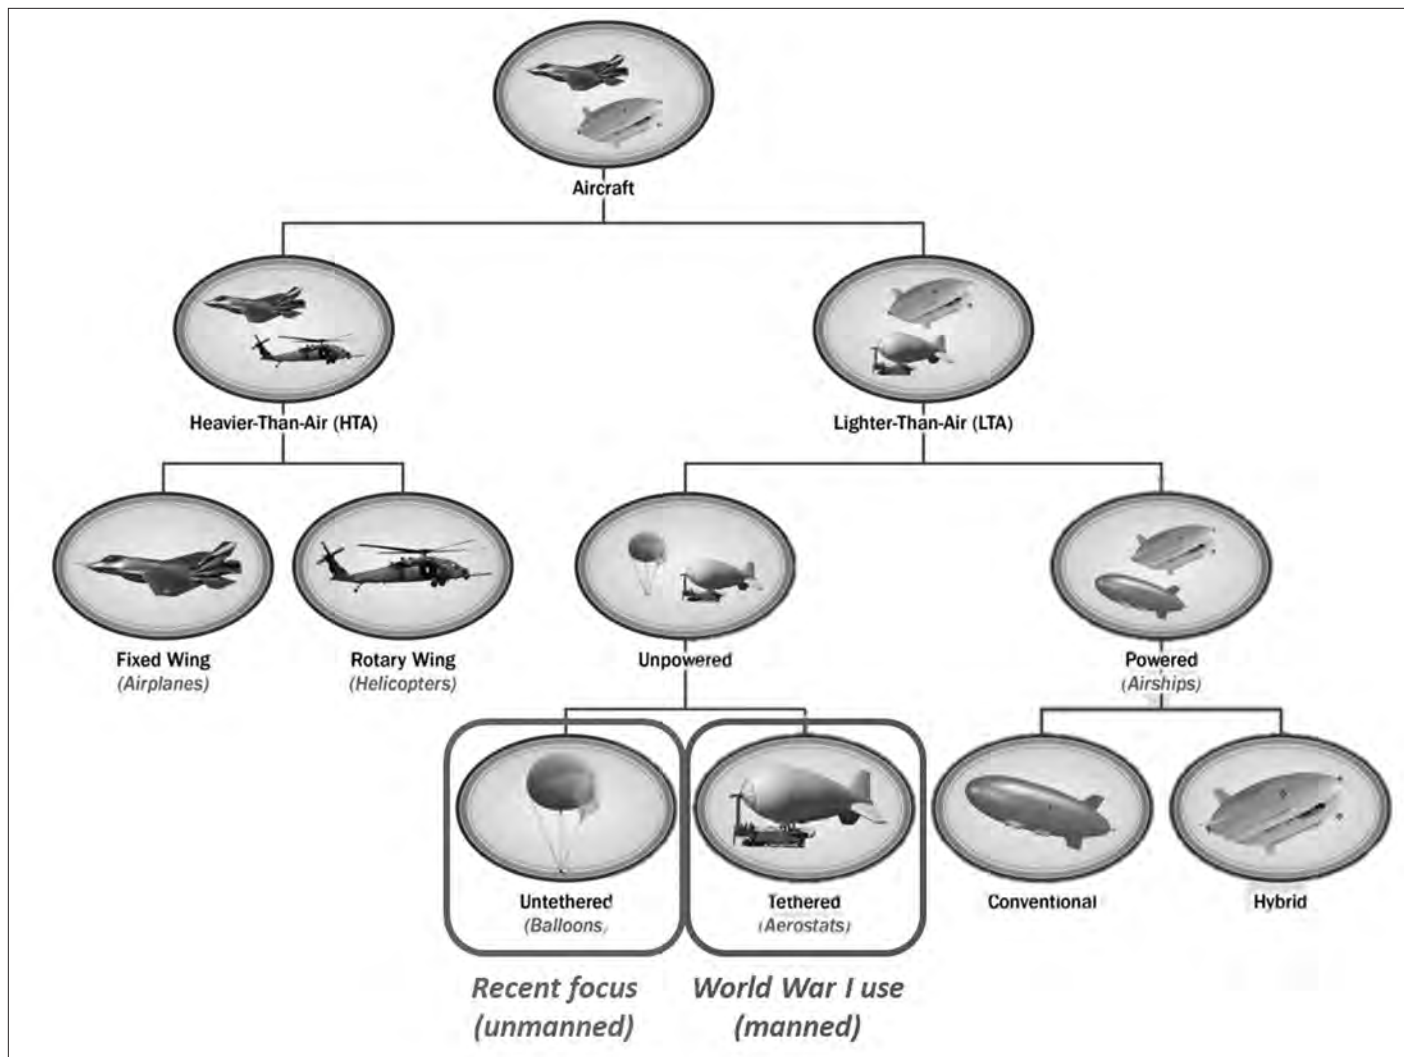 Aircraft
Heavier-Than-Air (HTA)
Lighter-Than-Air (LTA)
Fixed Wing
(Airplanes)
Rotary Wing
(Helicopters)
Unpowered
Powered
(Airships)
Untethered
(Balloons)
Tethered
(Aerostats)
Conventional
Hybrid
Recent focus
(unmanned)
World War I use
(manned)